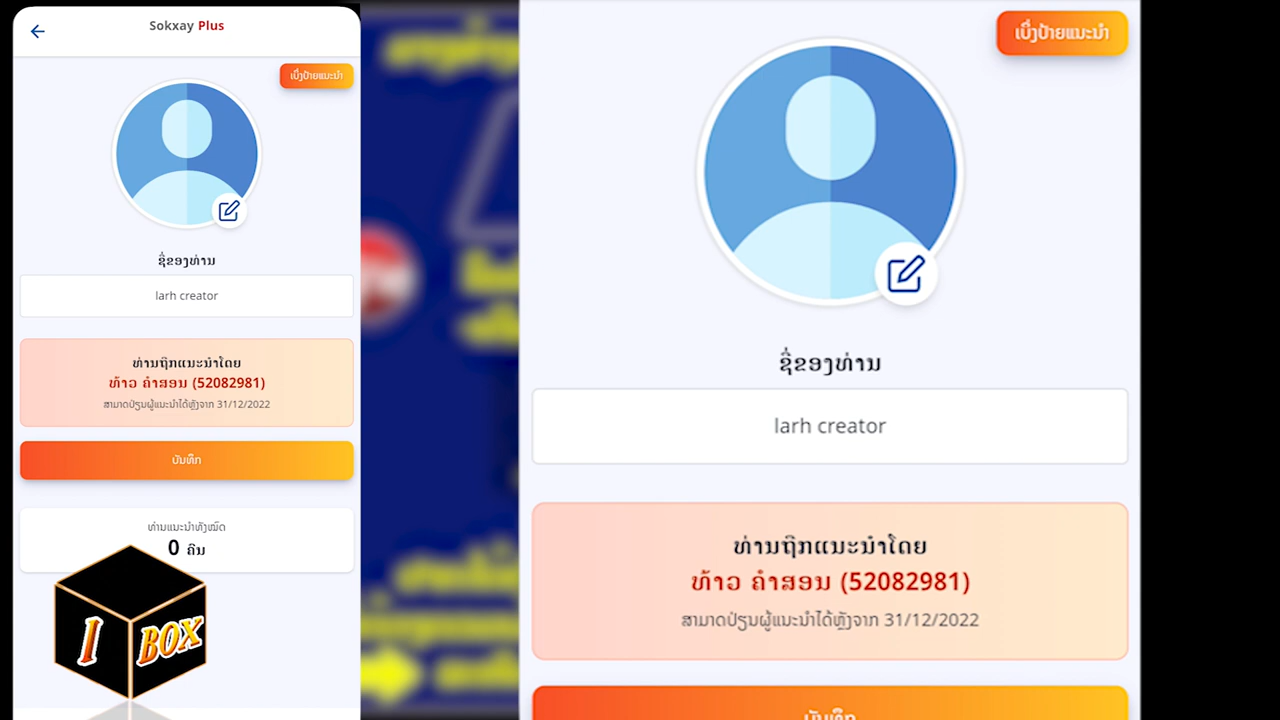 Sokxay Plus
ເບິ່ງປ້າຍແນະນຳ
ຊື່ຂອງທ່ານ
larh creator
ທ່ານຖືກແນະນຳໂດຍ
ທ້າວ ຄຳສອນ (52082981)
ສາມາດປ່ຽນຜູ້ແນະນຳໄດ້ຫຼັງຈາກ 31/12/2022
ບັນທຶກ
ທ່ານແນະນຳທັງໝົດ
0 ຄົນ
I BOX
ເບິ່ງປ້າຍແນະນຳ
ຊື່ຂອງທ່ານ
larh creator
ທ່ານຖືກແນະນຳໂດຍ
ທ້າວ ຄຳສອນ (52082981)
ສາມາດປ່ຽນຜູ້ແນະນຳໄດ້ຫຼັງຈາກ 31/12/2022
ບັນທຶກ